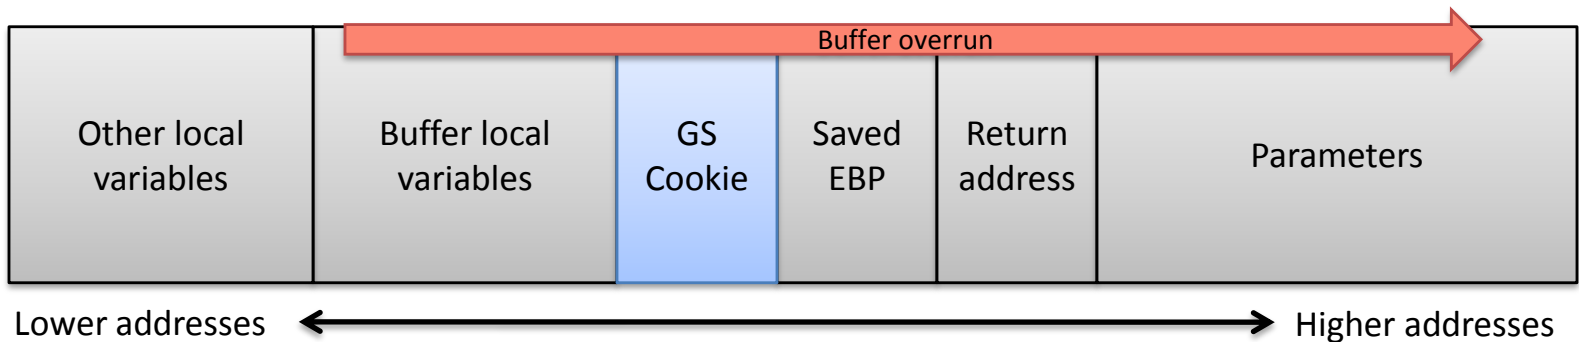 Buffer overrun
Other local
variables
Buffer local
variables
GS
Cookie
Saved
EBP
Return
address
Parameters
Lower addresses
Higher addresses